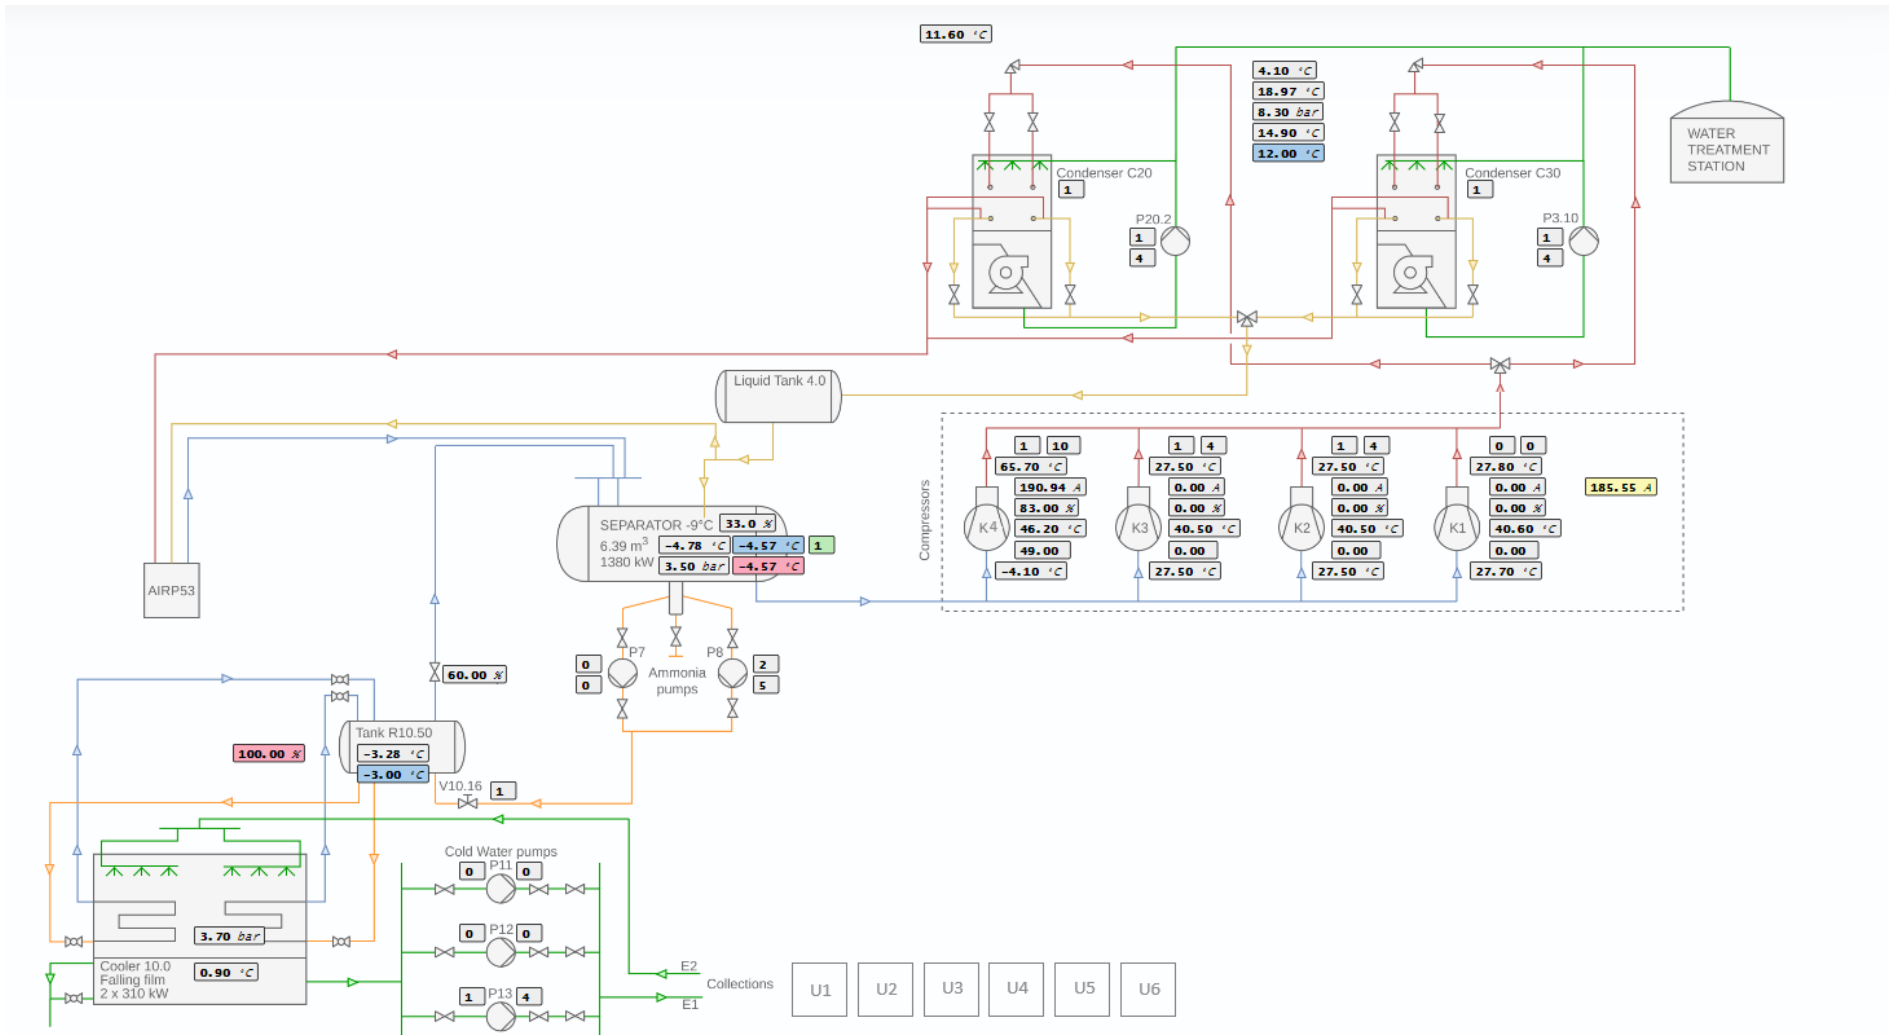 11.60 °C
4.10 °C
18.97 °C
8.30 bar
14.90 °C
12.00 °C
WATER
TREATMENT
STATION
Condenser C20
1
Condenser C30
1
P20.2
1
4
P3.10
1
4
Liquid Tank 4.0
Compressors
1 10
65.70 °C
190.94 A
83.00 %
46.20 °C
49.00
-4.10 °C
K4
1 4
27.50 °C
0.00 A
0.00 %
40.50 °C
0.00
27.50 °C
K3
1 4
27.50 °C
0.00 A
0.00 %
40.50 °C
0.00
27.50 °C
K2
0 0
27.80 °C
0.00 A
0.00 %
40.60 °C
0.00
27.70 °C
K1
185.55 A
SEPARATOR -9°C 33.0 %
6.39 m³ -4.78 °C -4.57 °C 1
1380 kW 3.50 bar -4.57 °C
AIRP53
P7
0
0
P8
2
5
Ammonia
pumps
60.00 %
Tank R10.50
-3.28 °C
-3.00 °C
100.00 %
V10.16 1
Cold Water pumps
0 P11 0
0 P12 0
1 P13 4
3.70 bar
Cooler 10.0
Falling film
2 x 310 kW
0.90 °C
E2
Collections
E1
U1 U2 U3 U4 U5 U6